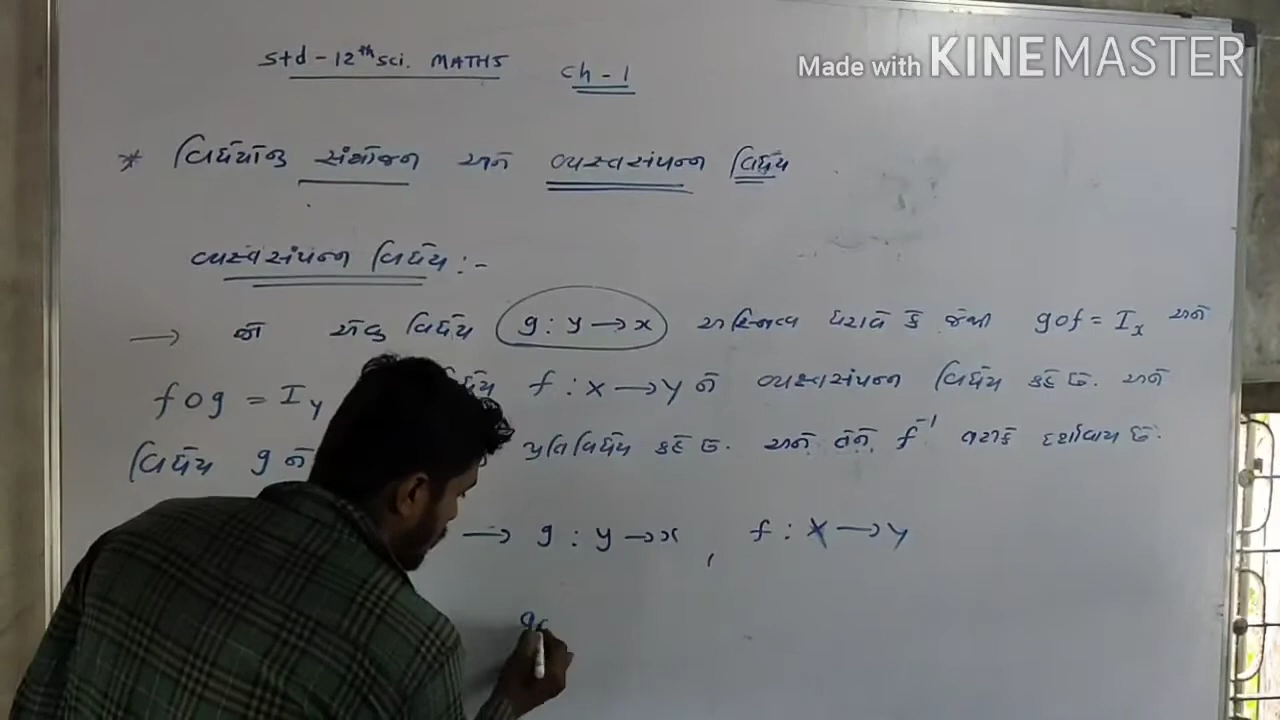 Made with KINEMASTER
Std-12th sci. MATHS Ch-1
* વિધેયોનું સંયોજન અને વ્યસ્તસંપન્ન વિધેય
વ્યસ્તસંપન્ન વિધેય :-
→ જો એવું વિધેય g : y → x અસ્તિત્વ ધરાવે કે જેથી gof = Ix અને
fog = Iy f : x → y ને વ્યસ્તસંપન્ન વિધેય કહે છે. અને
વિધેય g ને પ્રતિવિધેય કહે છે. અને તેને f⁻¹ વડે દર્શાવાય છે.
→ g : y → x , f : X → y